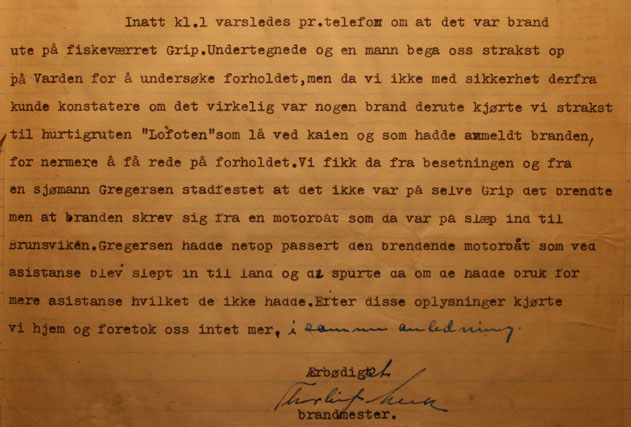 Inatt kl.1 varsledes pr.telefon om at det var brand
ute på fiskeværret Grip.Undertegnede og en mann bega oss strakst op
på Varden for å undersøke forholdet,men da vi ikke med sikkerhet derfra
kunde konstatere om det virkelig var nogen brand derute kjørte vi strakst
til hurtigruten "Lofoten"som lå ved kaien og som hadde anmeldt branden,
for nermere å få rede på forholdet.Vi fikk da fra besetningen og fra
en sjømann Gregersen stadfestet at det ikke var på selve Grip det brendte
men at branden skrev sig fra en motorbåt som da var på slæp ind til
Brunsviken.Gregersen hadde netop passert den brendende motorbåt som ved
asistanse blev slept in til land og spurte da om de hadde bruk for
mere asistanse hvilket de ikke hadde.Efter disse oplysninger kjørte
vi hjem og foretok oss intet mer, i samme anledning.
Ærbødigst
brandmester.